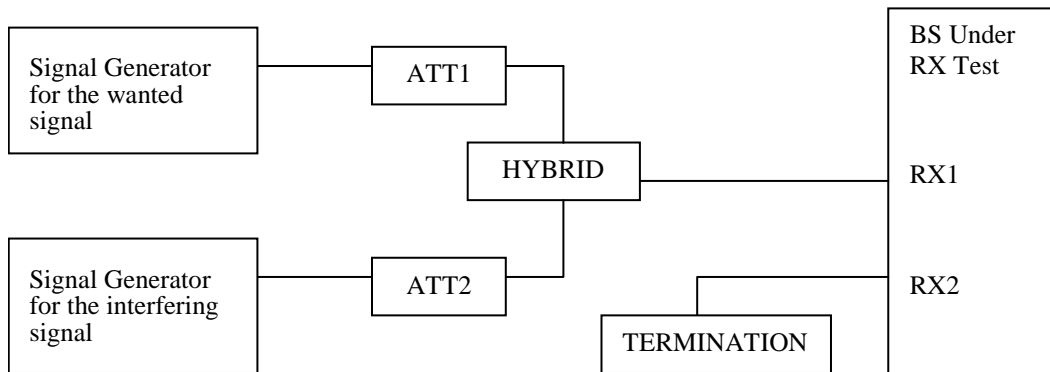 Signal Generator
for the wanted
signal
ATT1
HYBRID
BS Under
RX Test
RX1
Signal Generator
for the interfering
signal
ATT2
RX2
TERMINATION